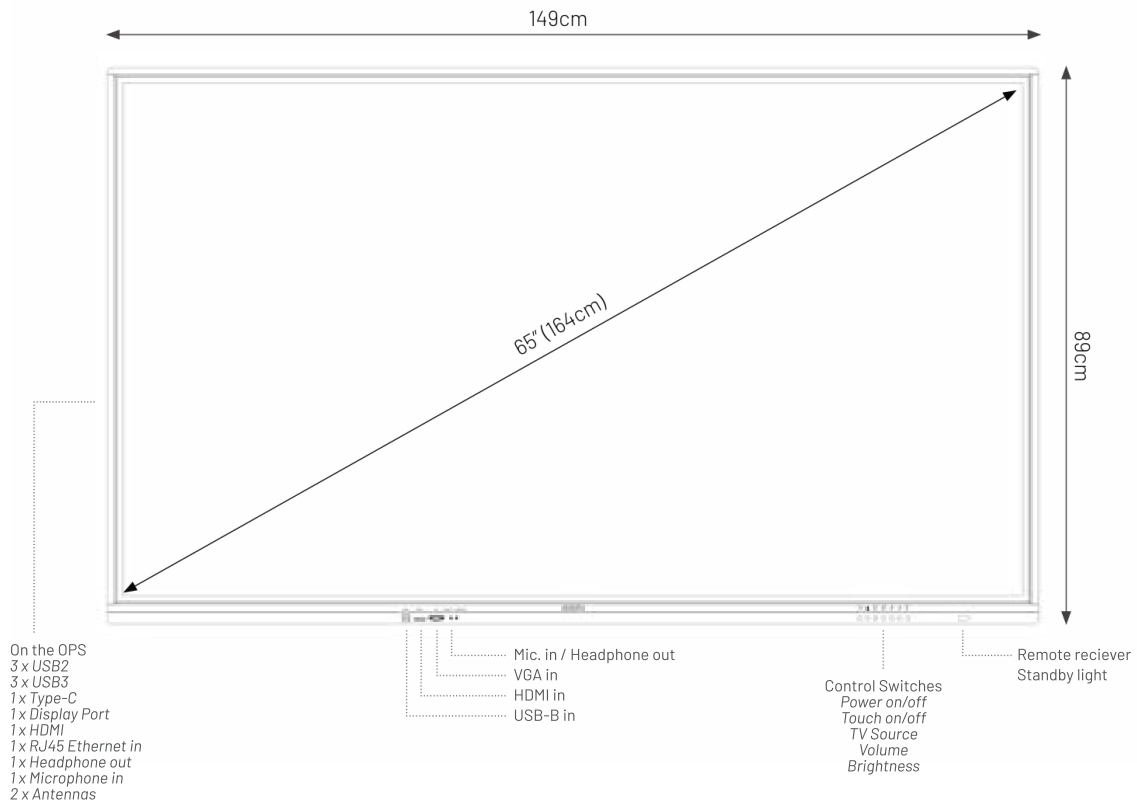 149cm
65” (164cm)
89cm
On the OPS
3 x USB2
3 x USB3
1 x Type-C
1 x Display Port
1 x HDMI
1 x RJ45 Ethernet in
1 x Headphone out
1 x Microphone in
2 x Antennas
Mic. in / Headphone out
VGA in
HDMI in
USB-B in
Control Switches
Power on/off
Touch on/off
TV Source
Volume
Brightness
Remote reciever
Standby light